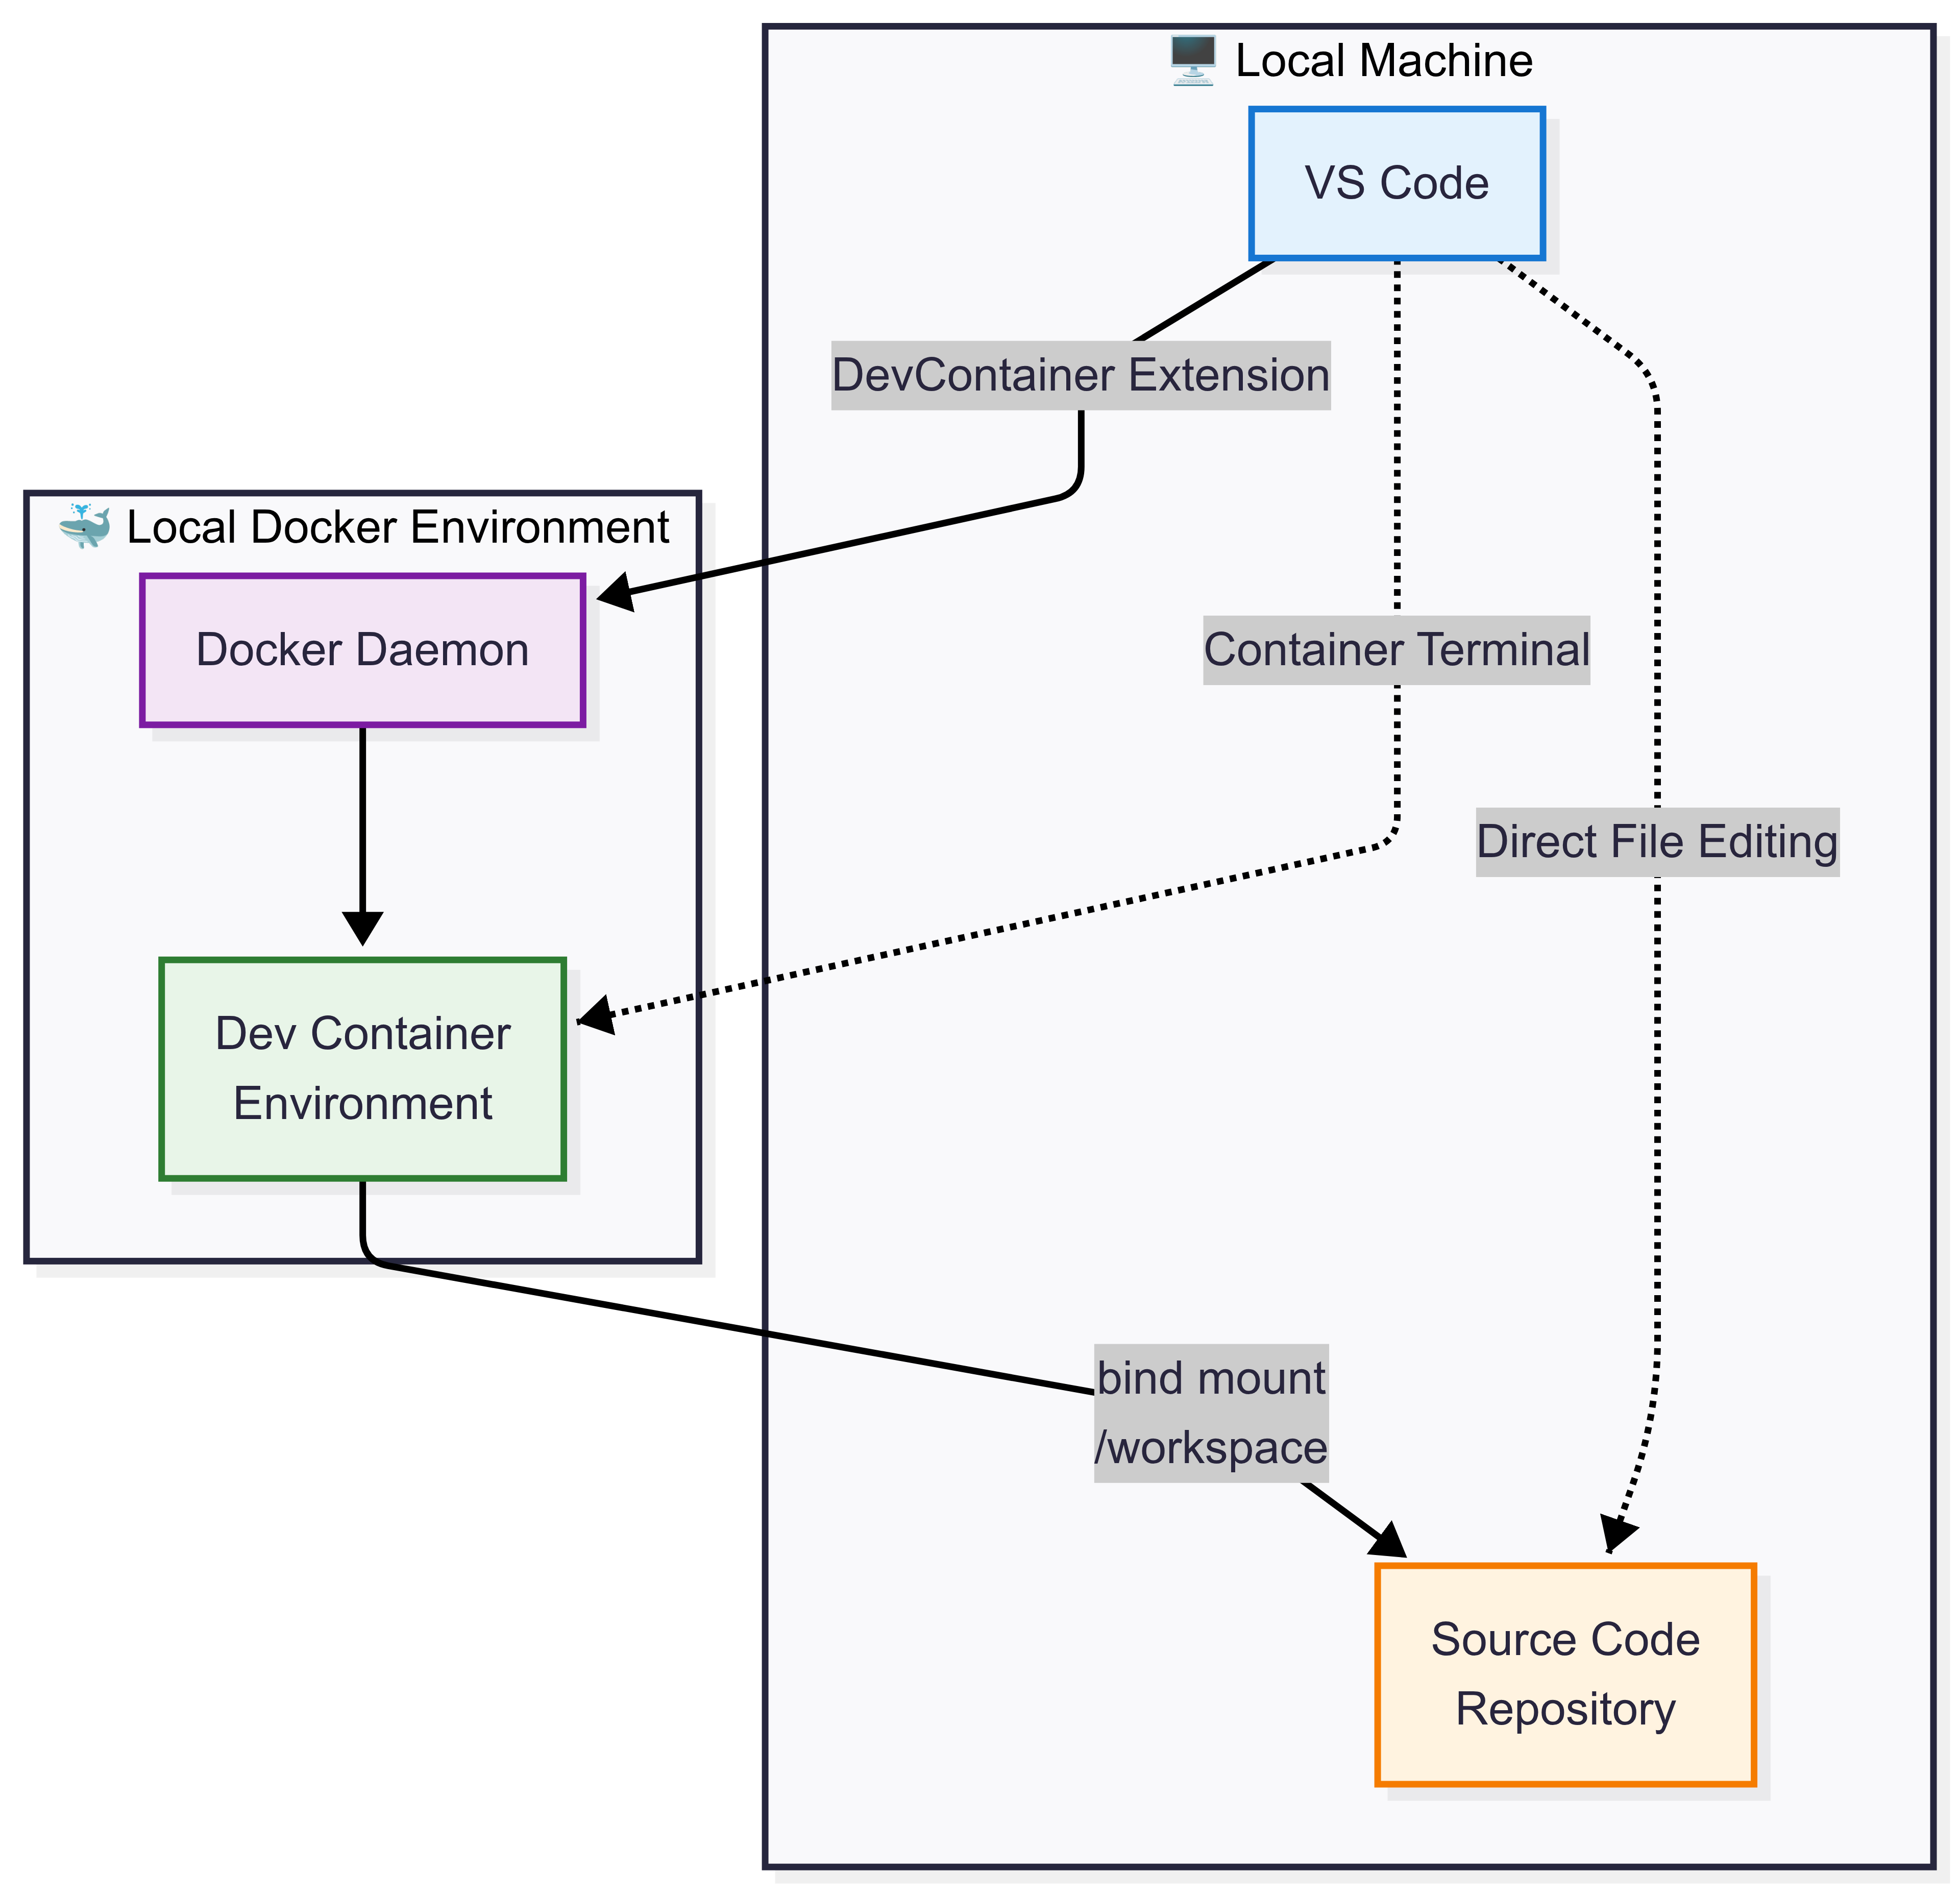 Local Machine
VS Code
DevContainer Extension
Local Docker Environment
Docker Daemon
Container Terminal
Direct File Editing
Dev Container
Environment
bind mount
/workspace
Source Code
Repository